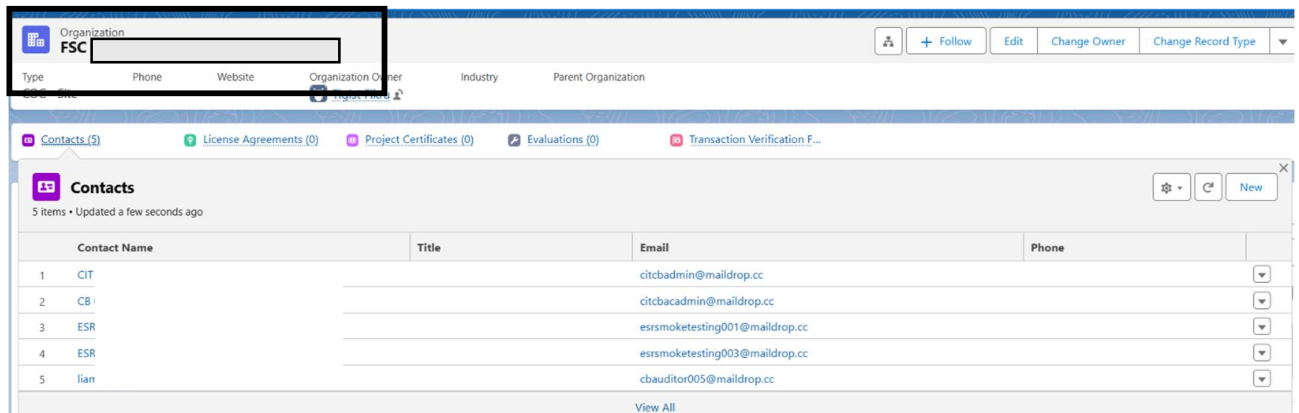 Organization
FSC
+ Follow Edit Change Owner Change Record Type
Type Phone Website Organization Owner Industry Parent Organization
Contacts (5) License Agreements (0) Project Certificates (0) Evaluations (0) Transaction Verification F...
Contacts
New
5 items • Updated a few seconds ago
Contact Name Title Email Phone
1 CIT citcbadmin@maildrop.cc
2 CB citcbacadmin@maildrop.cc
3 ESR esrsmoketesting001@maildrop.cc
4 ESR esrsmoketesting003@maildrop.cc
5 liam cbauditor005@maildrop.cc
View All